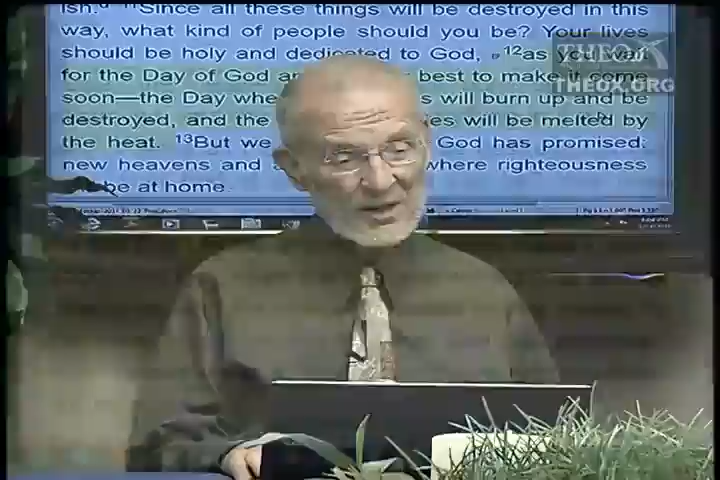 ish. 11Since all these things will be destroyed in this
way, what kind of people should you be? Your lives
should be holy and dedicated to God, 12as you wait
for the Day of God an best to make it come
soon—the Day whe s will burn up and be
destroyed, and the ies will be melted by
the heat. 13But we God has promised:
new heavens and where righteousness
be at home.
THEOX
THEOX.ORG